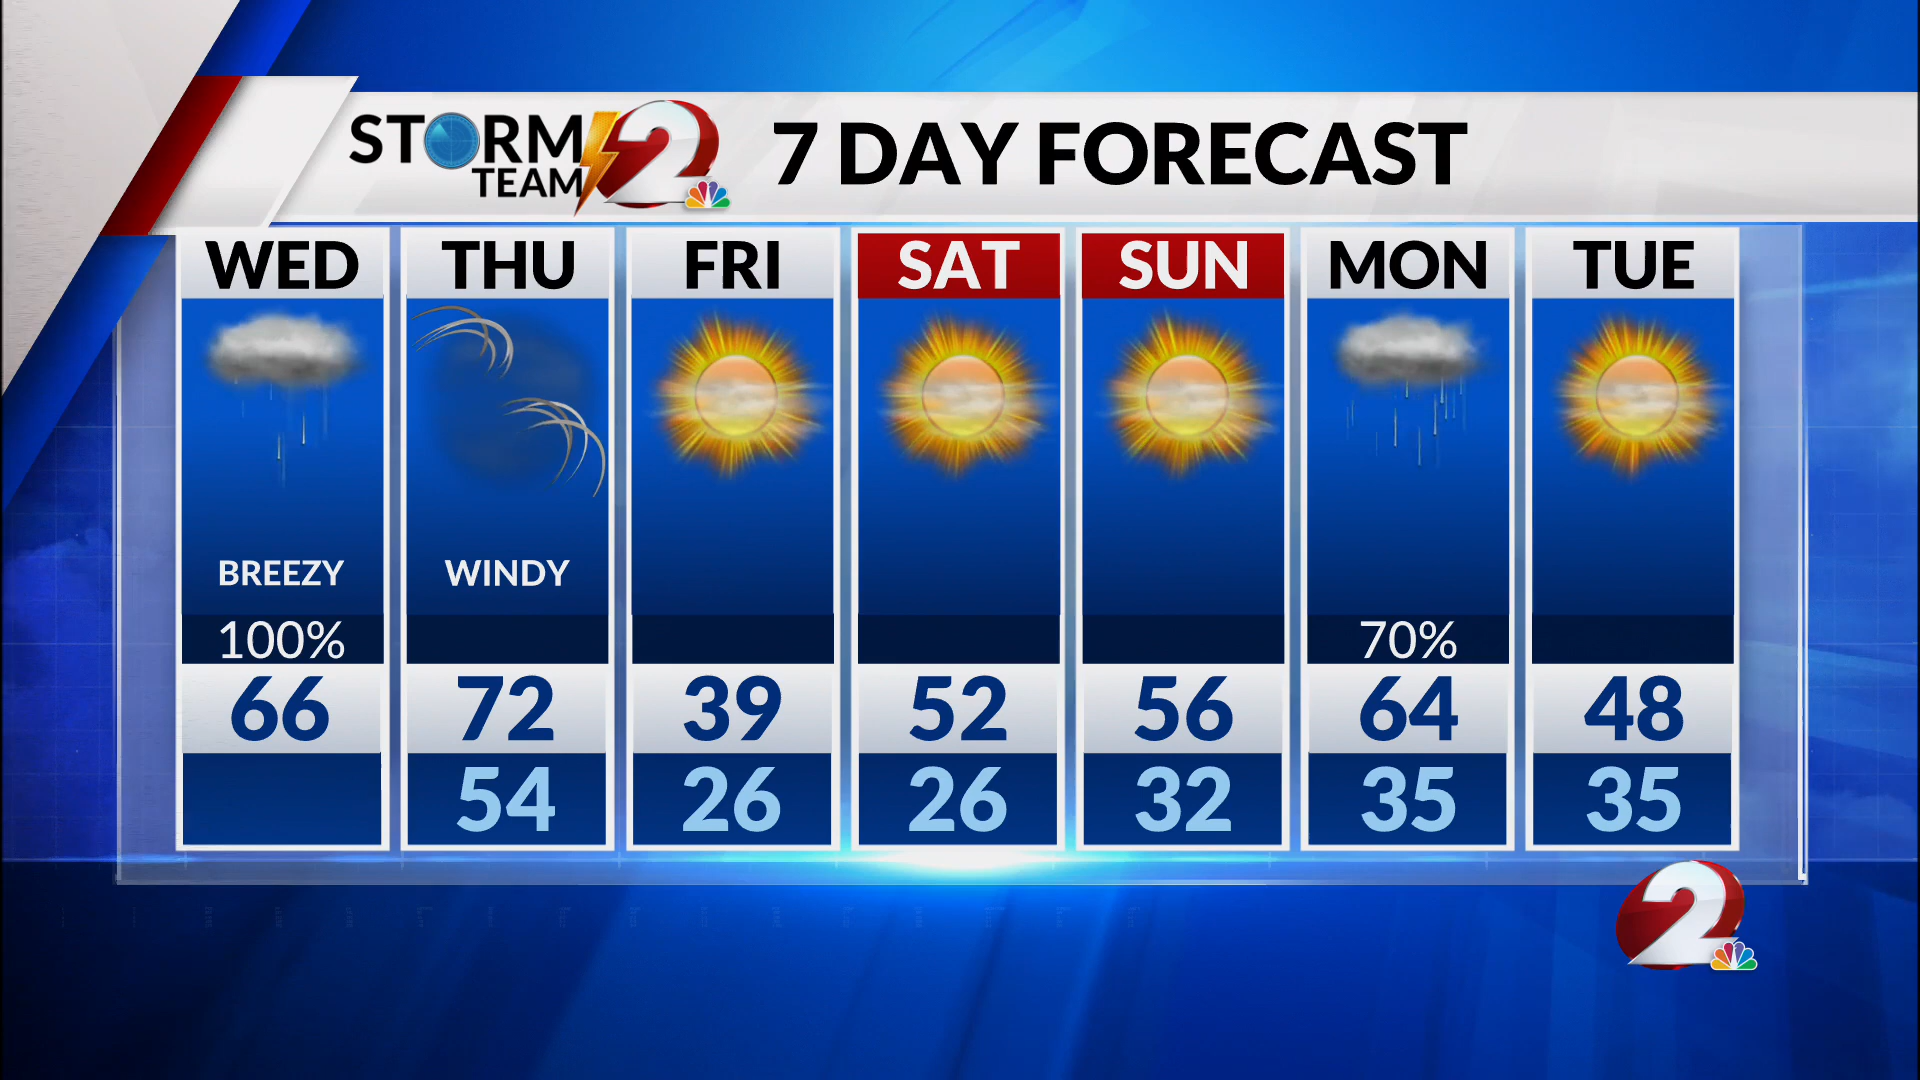 STORM
TEAM
2
7 DAY FORECAST
WED THU FRI SAT SUN MON TUE
BREEZY WINDY
100% 70%
66 72 39 52 56 64 48
54 26 26 32 35 35
2